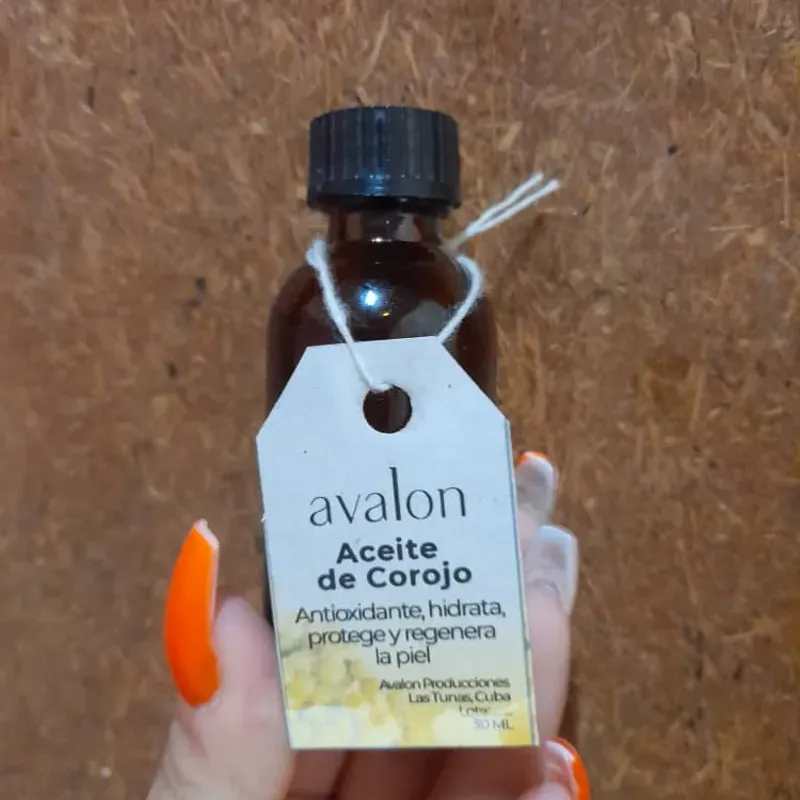 avalon
Aceite
de Corojo
Antioxidante, hidrata,
protege y regenera
la piel
Avalon Producciones
Las Tunas, Cuba
30 ML